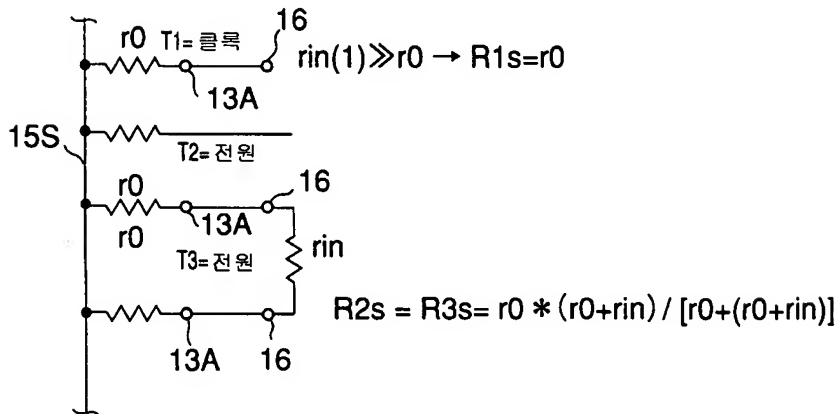 r0 T1=클록 16
rin(1)≫r0 → R1s=r0
13A
15S
T2=전원
r0 16
r0 13A
T3=전원 rin
R2s = R3s= r0 * (r0+rin) / [r0+(r0+rin)]
13A 16